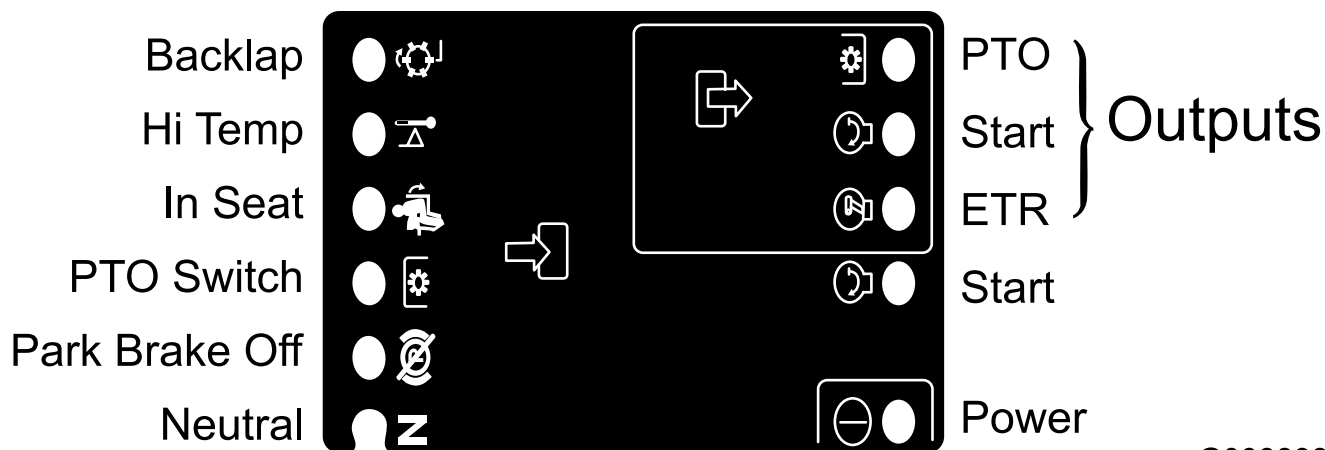 Backlap
Hi Temp
In Seat
PTO Switch
Park Brake Off
Neutral
N
PTO
Start
ETR
Outputs
Start
Power